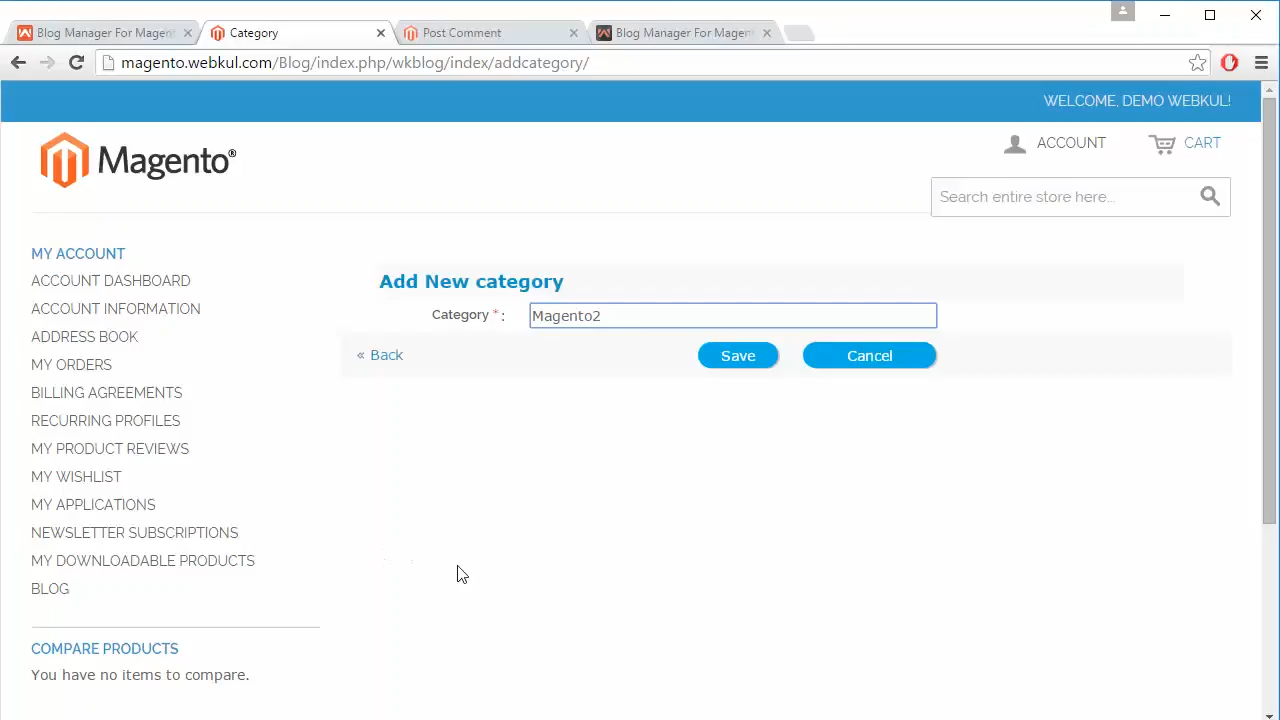 Blog Manager For Magent
Category
Post Comment
Blog Manager For Magent
magento.webkul.com/Blog/index.php/wkblog/index/addcategory/
WELCOME, DEMO WEBKUL!
Magento®
ACCOUNT
CART
Search entire store here...
MY ACCOUNT
ACCOUNT DASHBOARD
ACCOUNT INFORMATION
ADDRESS BOOK
MY ORDERS
BILLING AGREEMENTS
RECURRING PROFILES
MY PRODUCT REVIEWS
MY WISHLIST
MY APPLICATIONS
NEWSLETTER SUBSCRIPTIONS
MY DOWNLOADABLE PRODUCTS
BLOG
COMPARE PRODUCTS
You have no items to compare.
Add New category
Category * : Magento2
« Back Save Cancel